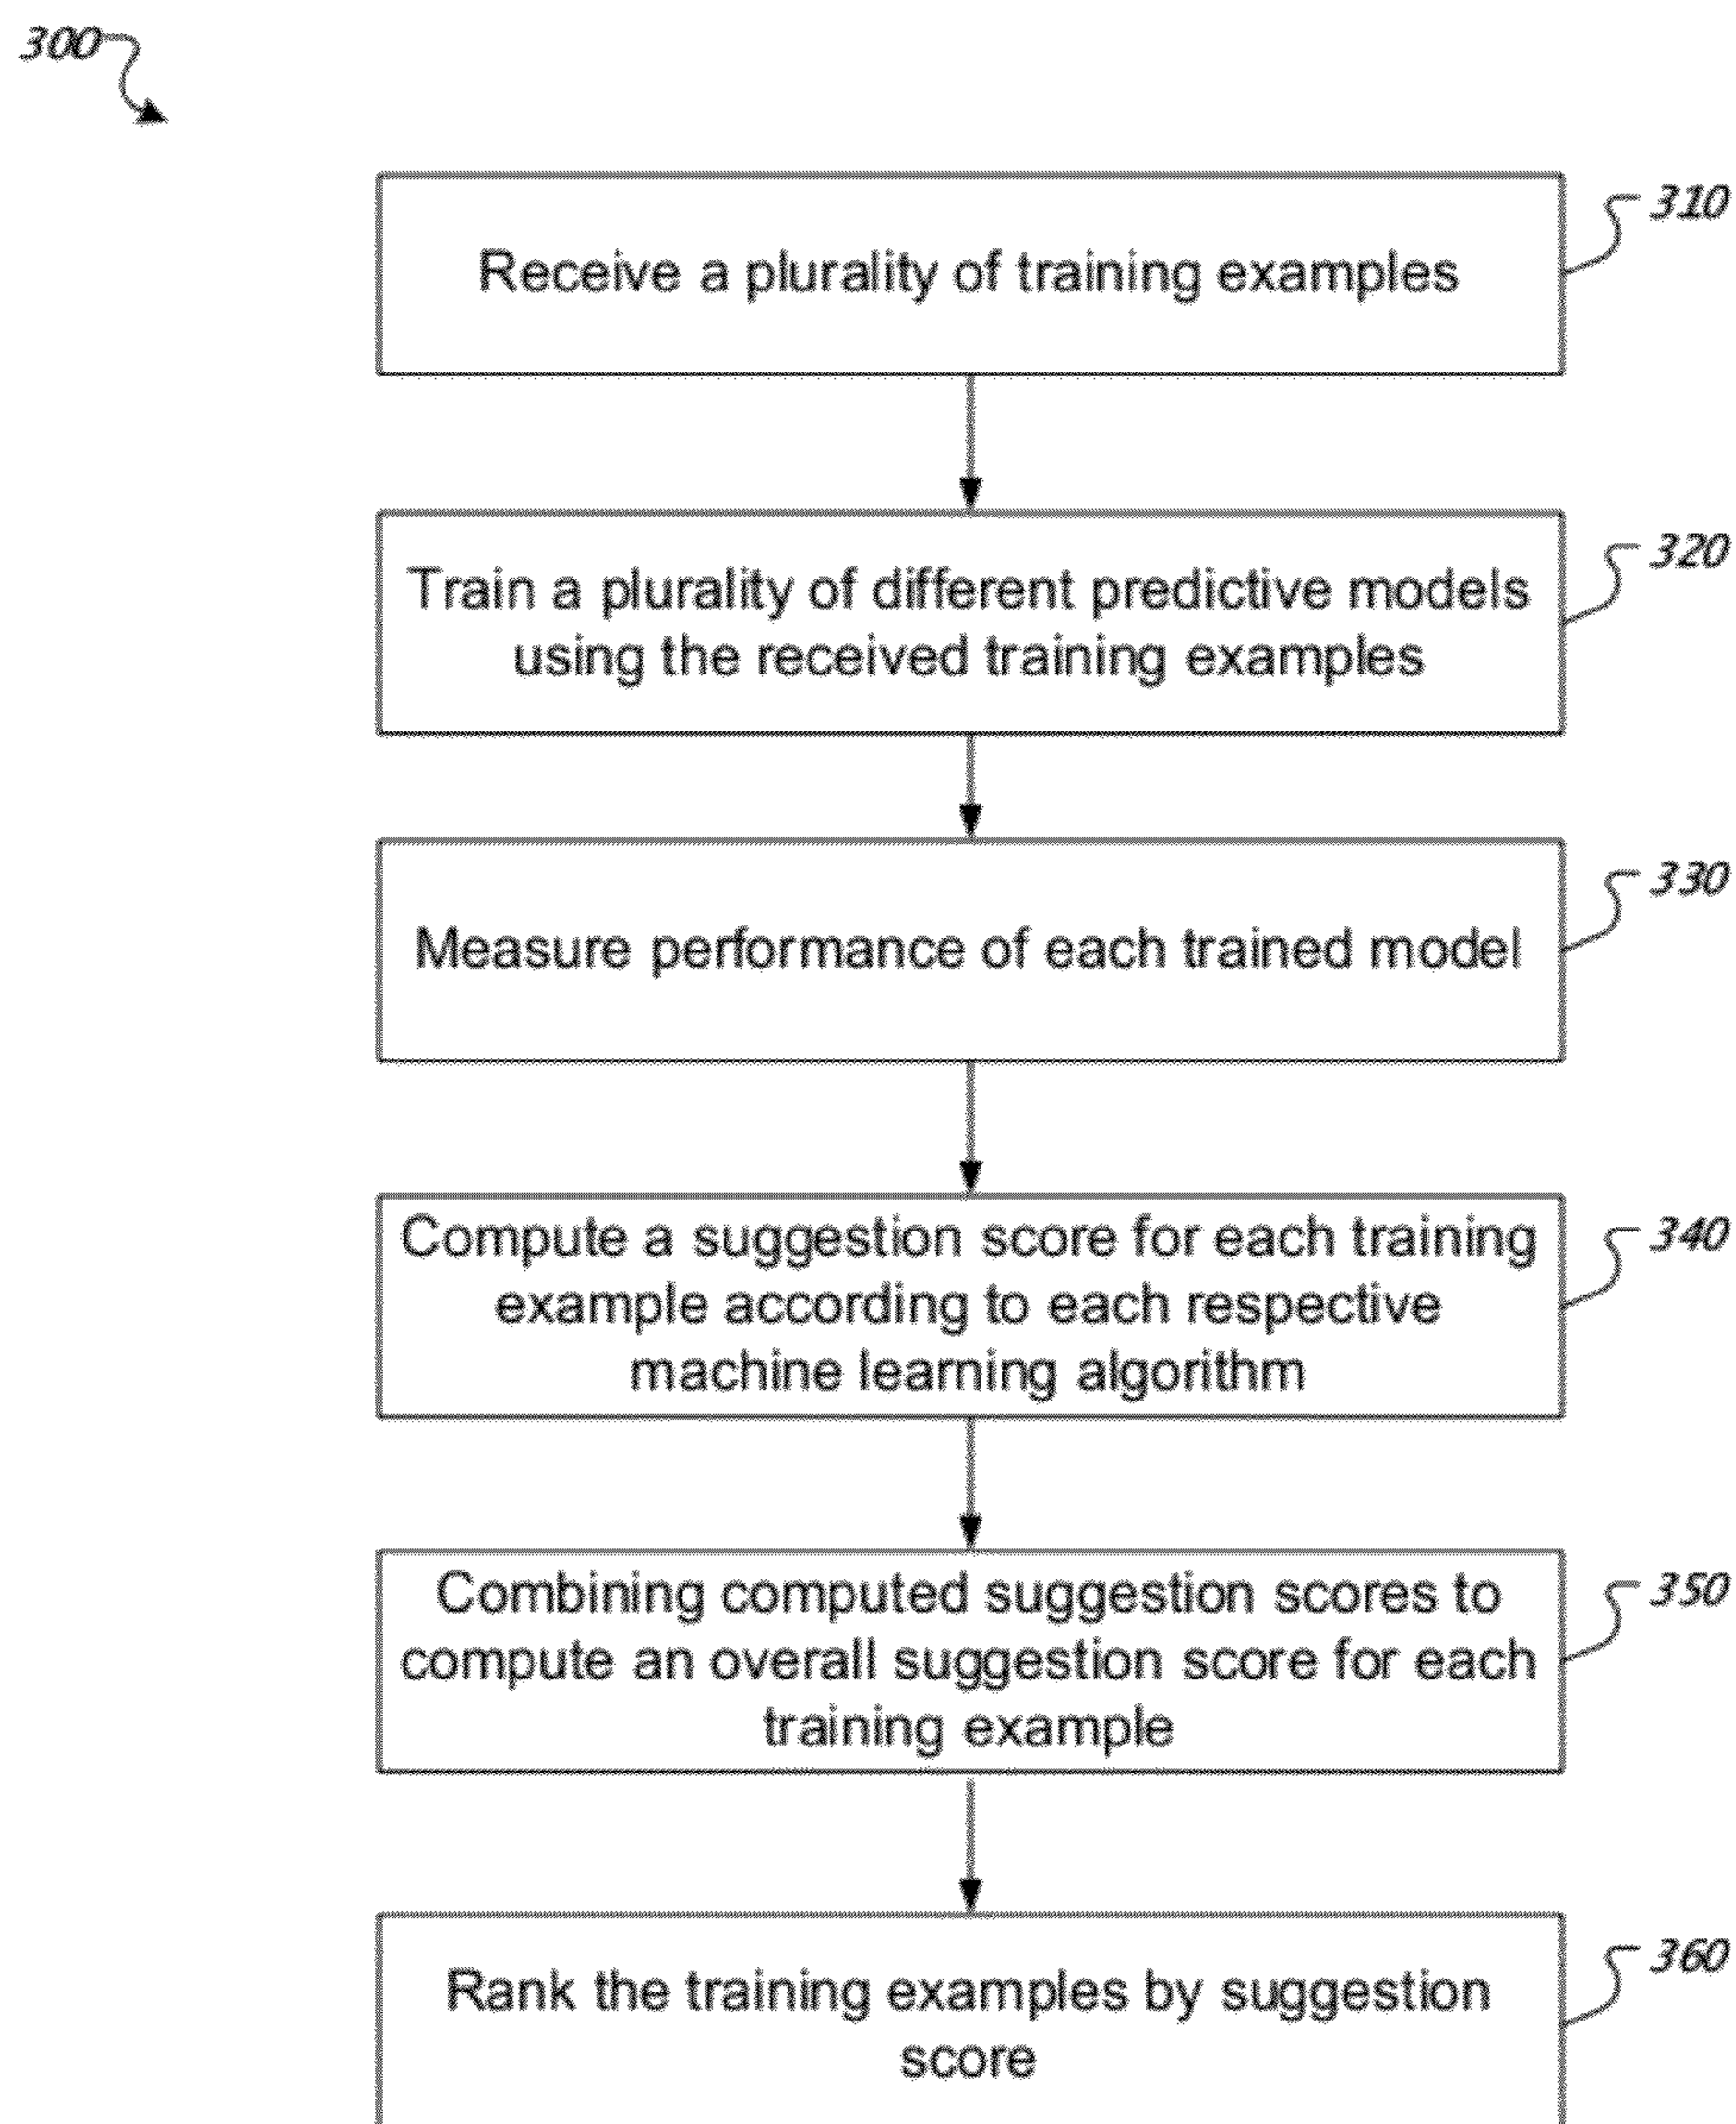 300
310
Receive a plurality of training examples
320
Train a plurality of different predictive models
using the received training examples
330
Measure performance of each trained model
340
Compute a suggestion score for each training
example according to each respective
machine learning algorithm
350
Combining computed suggestion scores to
compute an overall suggestion score for each
training example
360
Rank the training examples by suggestion
score